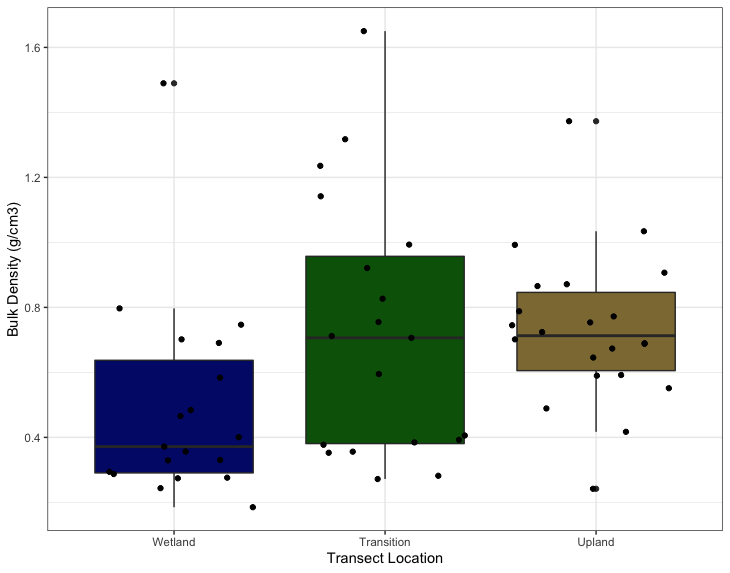 Bulk Density (g/cm3)
1.6
1.2
0.8
0.4
Wetland
Transition
Upland
Transect Location